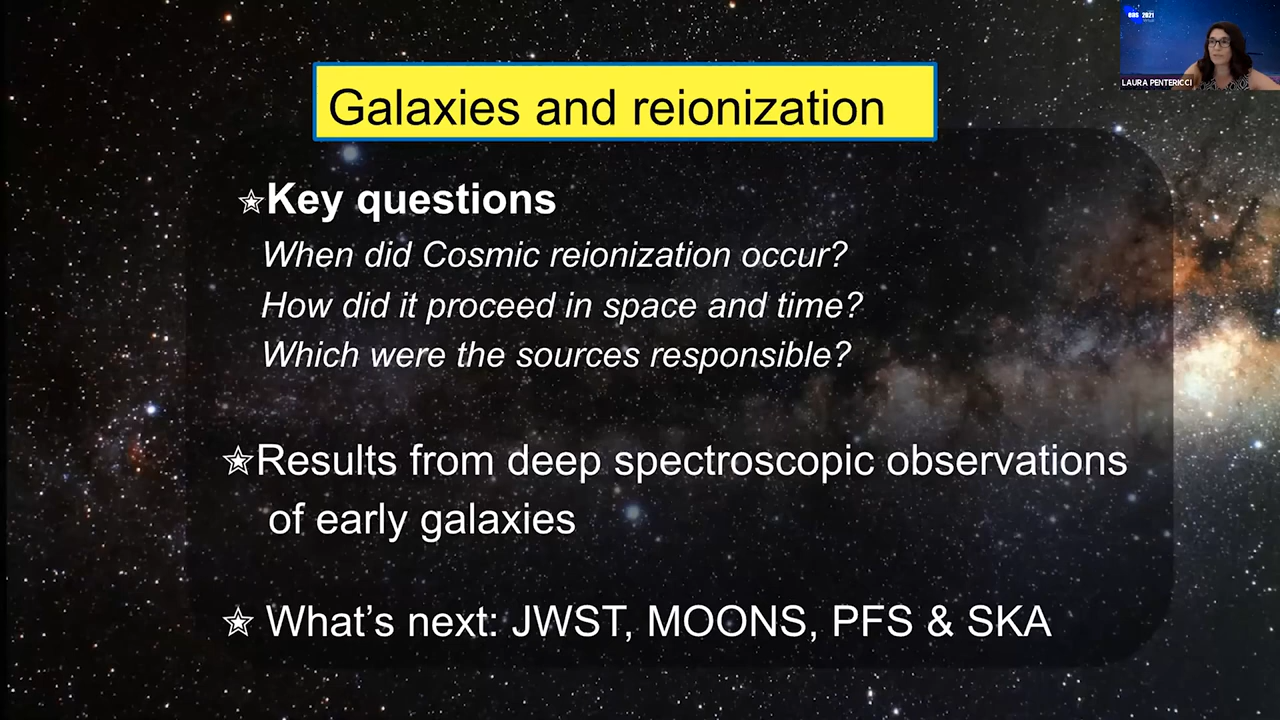 Galaxies and reionization
Key questions
When did Cosmic reionization occur?
How did it proceed in space and time?
Which were the sources responsible?
Results from deep spectroscopic observations
of early galaxies
What's next: JWST, MOONS, PFS & SKA
2021
LAURA PENTERICCI